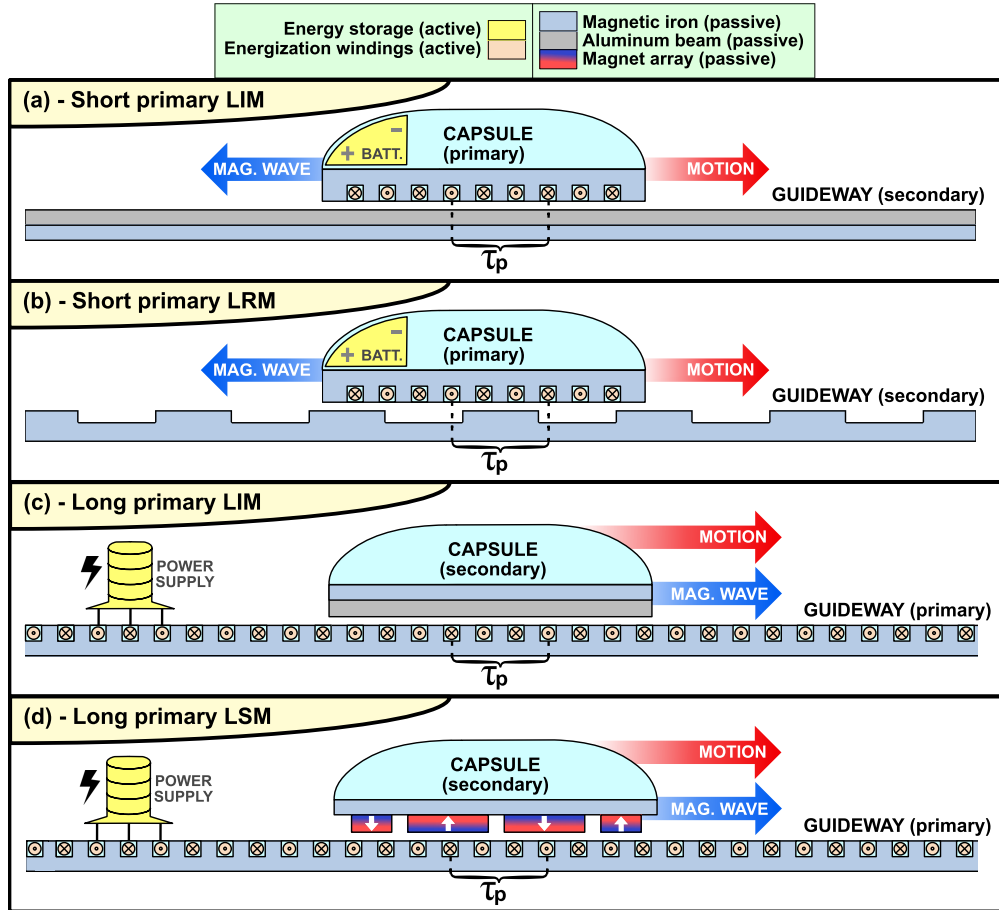 Energy storage (active)
Energization windings (active)
Magnetic iron (passive)
Aluminum beam (passive)
Magnet array (passive)
(a) - Short primary LIM
CAPSULE
(primary)
+ BATT. -
MAG. WAVE
MOTION
GUIDEWAY (secondary)
τp
(b) - Short primary LRM
CAPSULE
(primary)
+ BATT. -
MAG. WAVE
MOTION
GUIDEWAY (secondary)
τp
(c) - Long primary LIM
MOTION
CAPSULE
(secondary)
POWER
SUPPLY
MAG. WAVE
GUIDEWAY (primary)
τp
(d) - Long primary LSM
MOTION
CAPSULE
(secondary)
POWER
SUPPLY
MAG. WAVE
GUIDEWAY (primary)
τp